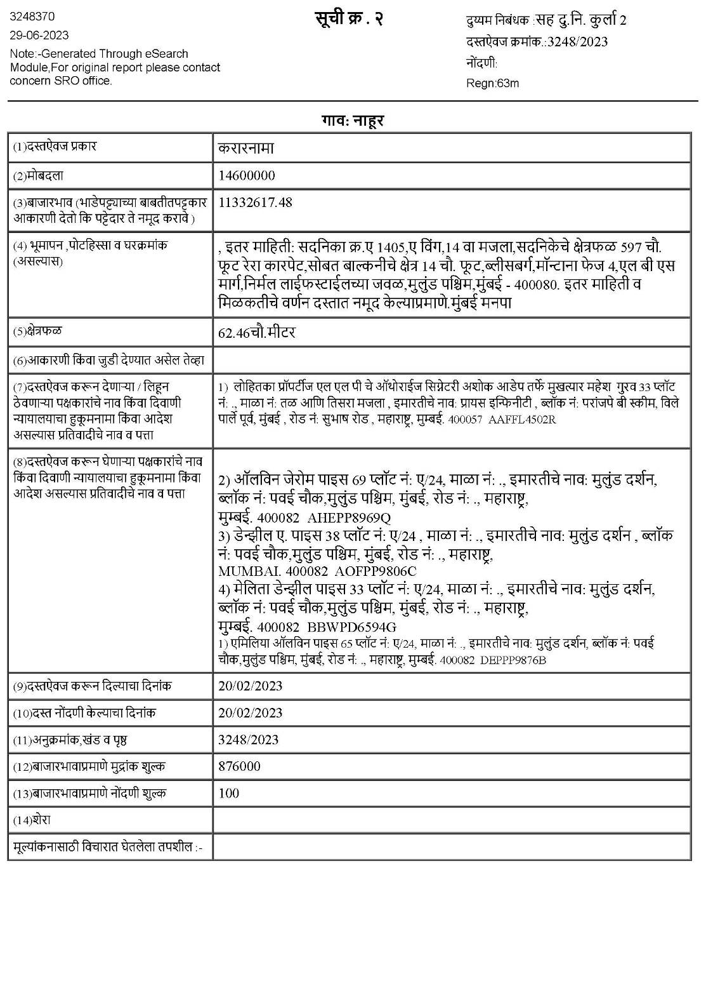 3248370
29-06-2023
Note:-Generated Through eSearch
Module,For original report please contact
concern SRO office.
सूची क्र . २
दुय्यम निबंधक :सह दु.नि. कुर्ला 2
दस्तऐवज क्रमांक.:3248/2023
नोंदणी:
Regn:63m
गाव: नाहूर
(1)दस्तऐवज प्रकार
करारनामा
(2)मोबदला
14600000
(3)बाजारभाव (भाडेपट्ट्याच्या बाबतीतपट्टकार
आकारणी देतो कि पट्टेदार ते नमूद करावे )
11332617.48
(4) भूमापन ,पोटहिस्सा व घरक्रमांक
(असल्यास)
, इतर माहिती: सदनिका क्र.ए 1405,ए विंग,14 वा मजला,सदनिकेचे क्षेत्रफळ 597 चौ.
फूट रेरा कारपेट,सोबत बाल्कनीचे क्षेत्र 14 चौ. फूट,ब्लीसबर्ग,मॉन्टाना फेज 4,एल बी एस
मार्ग,निर्मल लाईफस्टाईलच्या जवळ,मुलुंड पश्चिम,मुंबई - 400080. इतर माहिती व
मिळकतीचे वर्णन दस्तात नमूद केल्याप्रमाणे.मुंबई मनपा
(5)क्षेत्रफळ
62.46चौ.मीटर
(6)आकारणी किंवा जुडी देण्यात असेल तेव्हा
(7)दस्तऐवज करून देणाऱ्या / लिहून
ठेवणाऱ्या पक्षकारांचे नाव किंवा दिवाणी
न्यायालयाचा हुकूमनामा किंवा आदेश
असल्यास प्रतिवादीचे नाव व पत्ता
1) लोहितका प्रॉपर्टीज एल एल पी चे ऑथोराईज सिग्नेटरी अशोक आडेप तर्फे मुखत्यार महेश गुरव 33 प्लॉट
नं: ., माळा नं: तळ आणि तिसरा मजला , इमारतीचे नाव: प्रायस इन्फिनीटी , ब्लॉक नं: परांजपे बी स्कीम, विले
पार्ले पूर्व, मुंबई , रोड नं: सुभाष रोड , महाराष्ट्र, मुम्बई. 400057 AAFFL4502R
(8)दस्तऐवज करून घेणाऱ्या पक्षकारांचे नाव
किंवा दिवाणी न्यायालयाचा हुकूमनामा किंवा
आदेश असल्यास प्रतिवादीचे नाव व पत्ता
2) ऑलविन जेरोम पाइस 69 प्लॉट नं: ए/24, माळा नं: ., इमारतीचे नाव: मुलुंड दर्शन,
ब्लॉक नं: पवई चौक,मुलुंड पश्चिम, मुंबई, रोड नं: ., महाराष्ट्र,
मुम्बई. 400082 AHEPP8969Q
3) डेन्झील ए. पाइस 38 प्लॉट नं: ए/24 , माळा नं: ., इमारतीचे नाव: मुलुंड दर्शन , ब्लॉक
नं: पवई चौक,मुलुंड पश्चिम, मुंबई, रोड नं: ., महाराष्ट्र,
MUMBAI. 400082 AOFPP9806C
4) मेलिता डेन्झील पाइस 33 प्लॉट नं: ए/24, माळा नं: ., इमारतीचे नाव: मुलुंड दर्शन,
ब्लॉक नं: पवई चौक,मुलुंड पश्चिम, मुंबई, रोड नं: ., महाराष्ट्र,
मुम्बई. 400082 BBWPD6594G
1) एमिलिया ऑलविन पाइस 65 प्लॉट नं: ए/24, माळा नं: ., इमारतीचे नाव: मुलुंड दर्शन, ब्लॉक नं: पवई
चौक,मुलुंड पश्चिम, मुंबई, रोड नं: ., महाराष्ट्र, मुम्बई. 400082 DEPPP9876B
(9)दस्तऐवज करून दिल्याचा दिनांक
20/02/2023
(10)दस्त नोंदणी केल्याचा दिनांक
20/02/2023
(11)अनुक्रमांक,खंड व पृष्ठ
3248/2023
(12)बाजारभावाप्रमाणे मुद्रांक शुल्क
876000
(13)बाजारभावाप्रमाणे नोंदणी शुल्क
100
(14)शेरा
मूल्यांकनासाठी विचारात घेतलेला तपशील :-